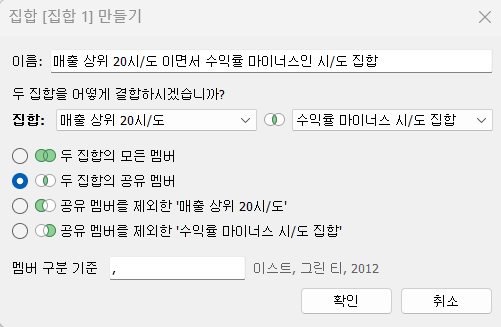 집합 [집합 1] 만들기
이름: 매출 상위 20시/도 이면서 수익률 마이너스인 시/도 집합
두 집합을 어떻게 결합하시겠습니까?
집합: 매출 상위 20시/도 수익률 마이너스 시/도 집합
두 집합의 모든 멤버
두 집합의 공유 멤버
공유 멤버를 제외한 '매출 상위 20시/도'
공유 멤버를 제외한 '수익률 마이너스 시/도 집합'
멤버 구분 기준 , 이스트, 그린 티, 2012
확인 취소